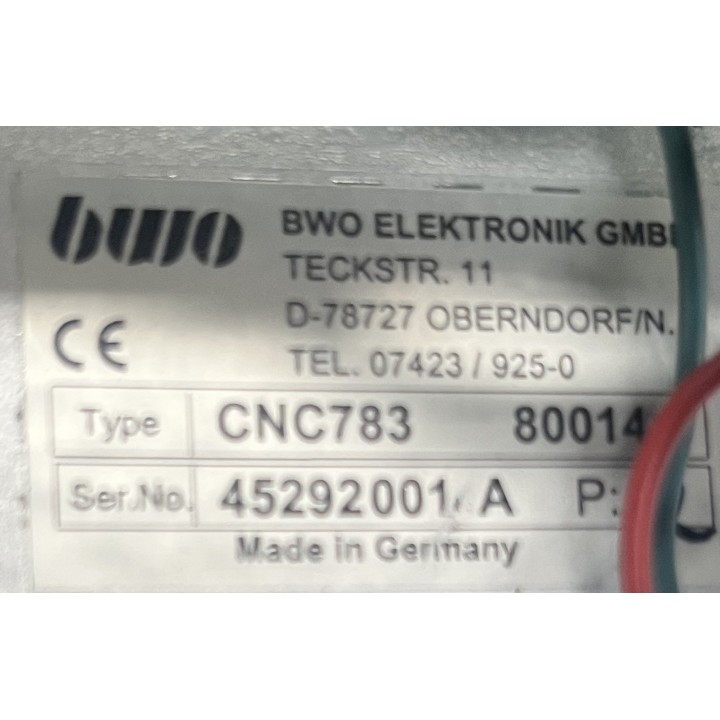 bwo
BWO ELEKTRONIK GMB
TECKSTR. 11
D-78727 OBERNDORF/N.
TEL. 07423 / 925-0
CE
Type CNC783 80014
Ser.No. 45292001 A P:
Made in Germany